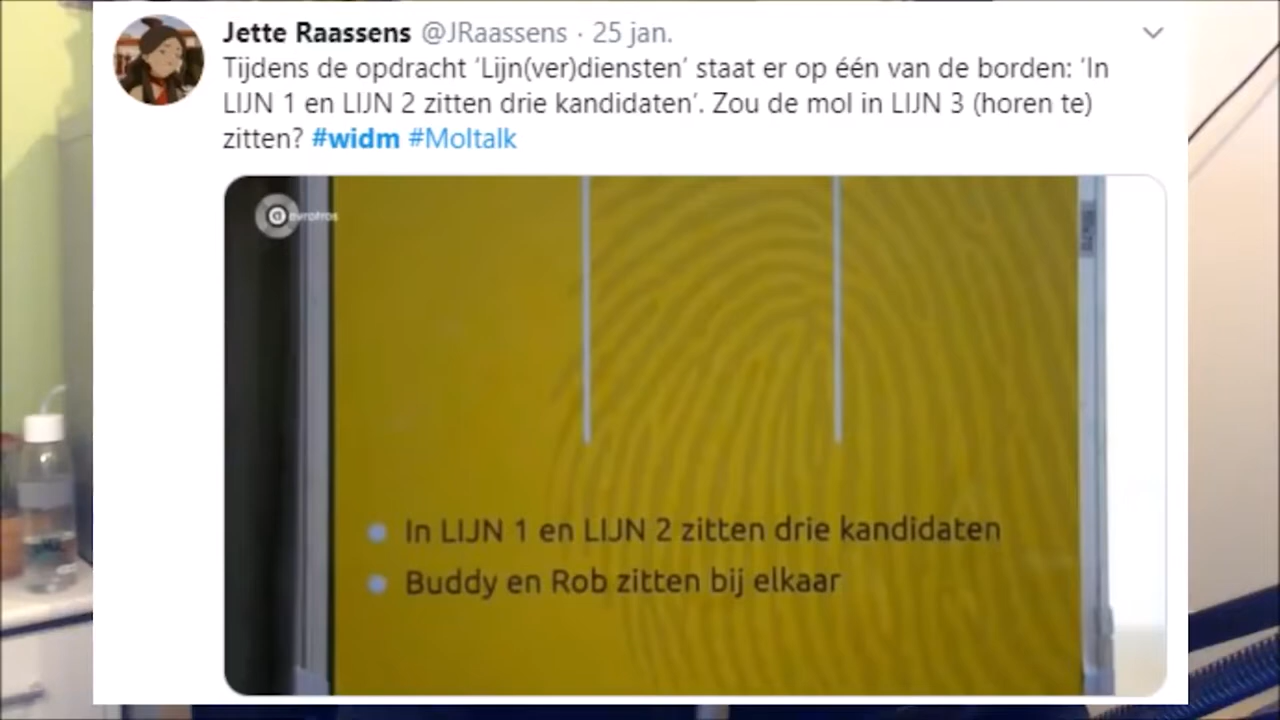 Jette Raassens @JRaassens · 25 jan.
Tijdens de opdracht ‘Lijn(ver)diensten’ staat er op één van de borden: ‘In
LIJN 1 en LIJN 2 zitten drie kandidaten’. Zou de mol in LIJN 3 (horen te)
zitten? #widm #Moltalk
avrotros
In LIJN 1 en LIJN 2 zitten drie kandidaten
Buddy en Rob zitten bij elkaar